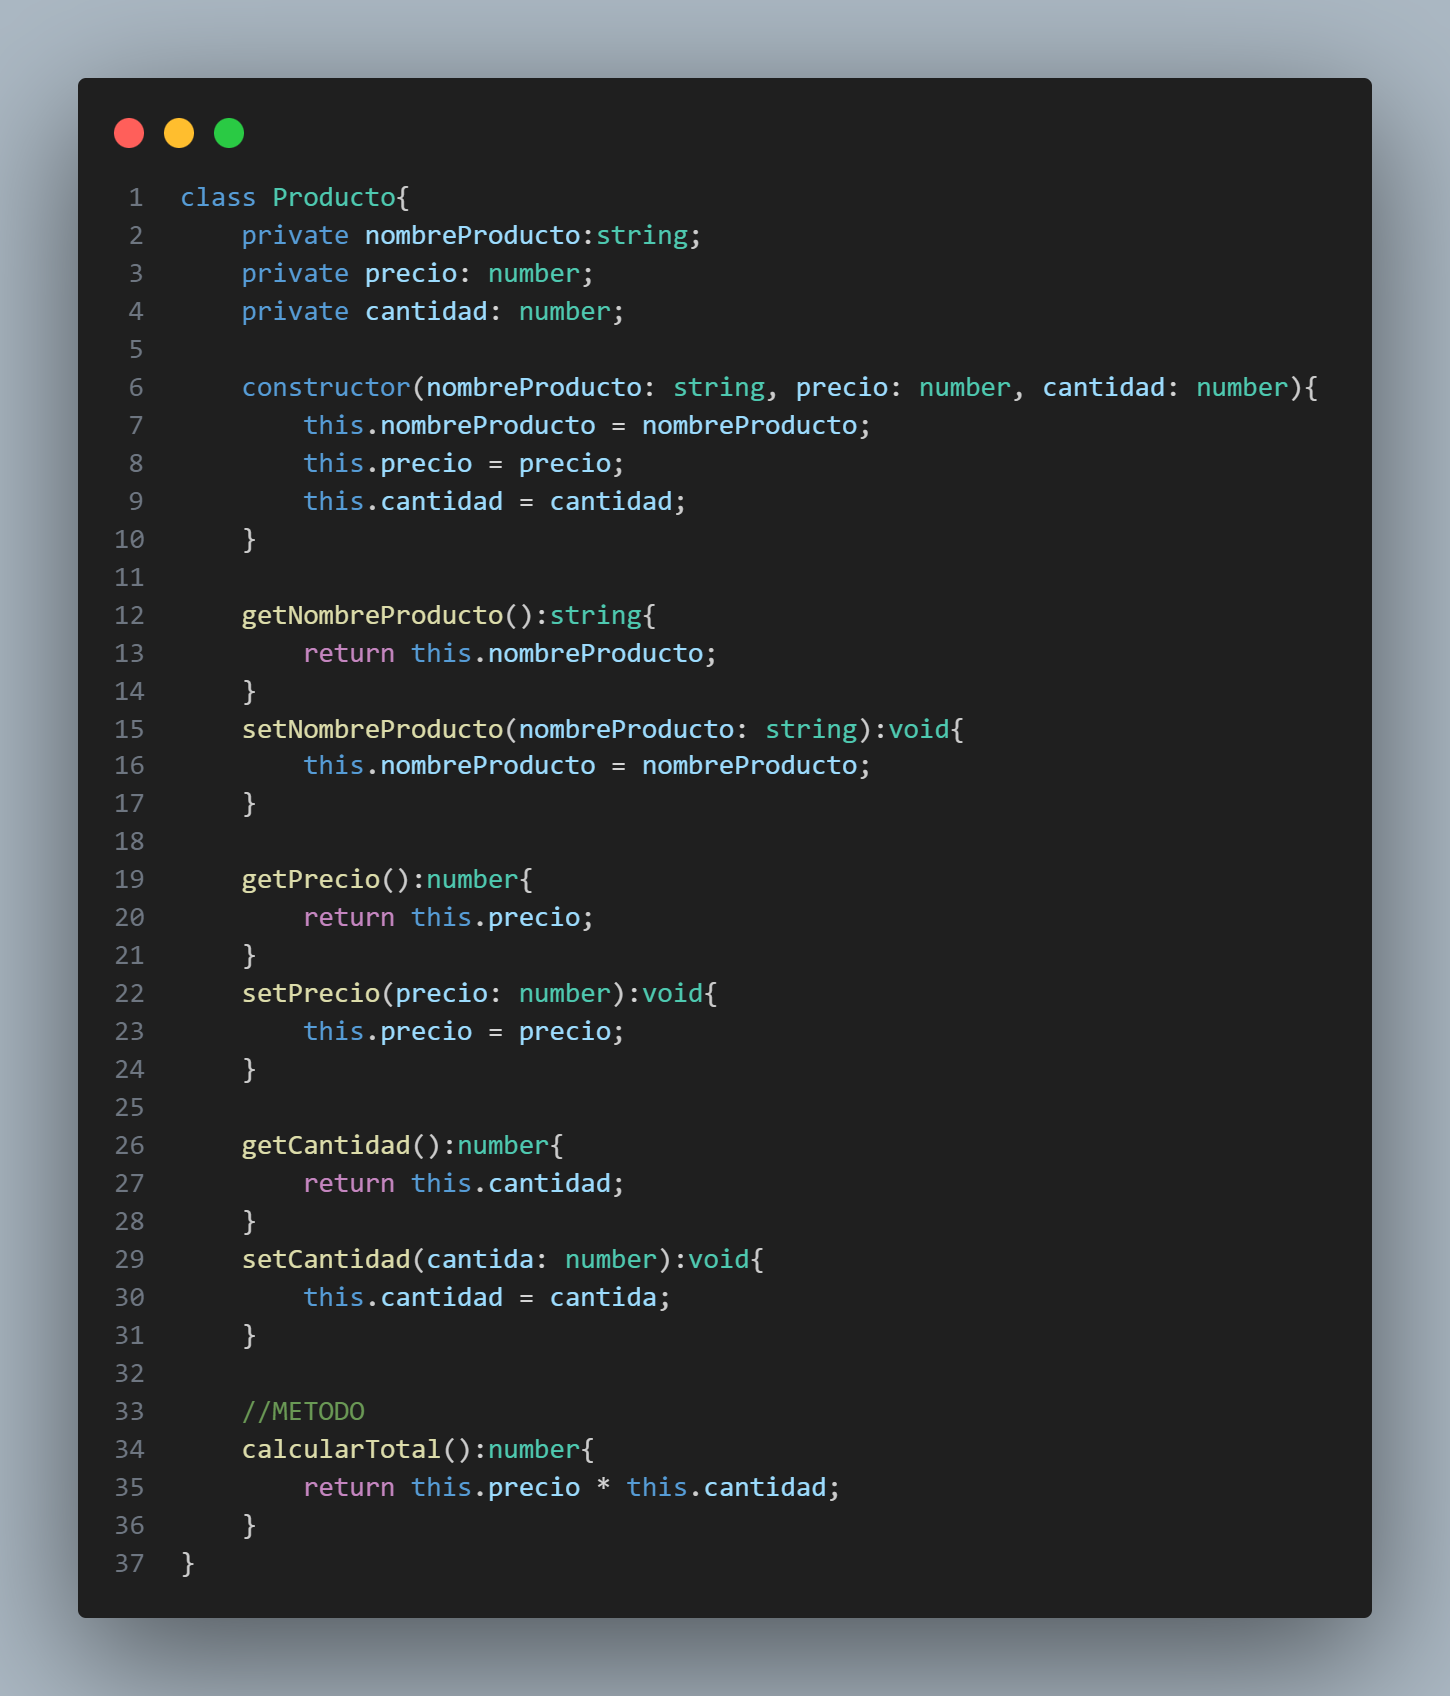 1 class Producto{
2     private nombreProducto:string;
3     private precio: number;
4     private cantidad: number;
5
6     constructor(nombreProducto: string, precio: number, cantidad: number){
7         this.nombreProducto = nombreProducto;
8         this.precio = precio;
9         this.cantidad = cantidad;
10     }
11
12     getNombreProducto():string{
13         return this.nombreProducto;
14     }
15     setNombreProducto(nombreProducto: string):void{
16         this.nombreProducto = nombreProducto;
17     }
18
19     getPrecio():number{
20         return this.precio;
21     }
22     setPrecio(precio: number):void{
23         this.precio = precio;
24     }
25
26     getCantidad():number{
27         return this.cantidad;
28     }
29     setCantidad(cantida: number):void{
30         this.cantidad = cantida;
31     }
32
33     //METODO
34     calcularTotal():number{
35         return this.precio * this.cantidad;
36     }
37 }